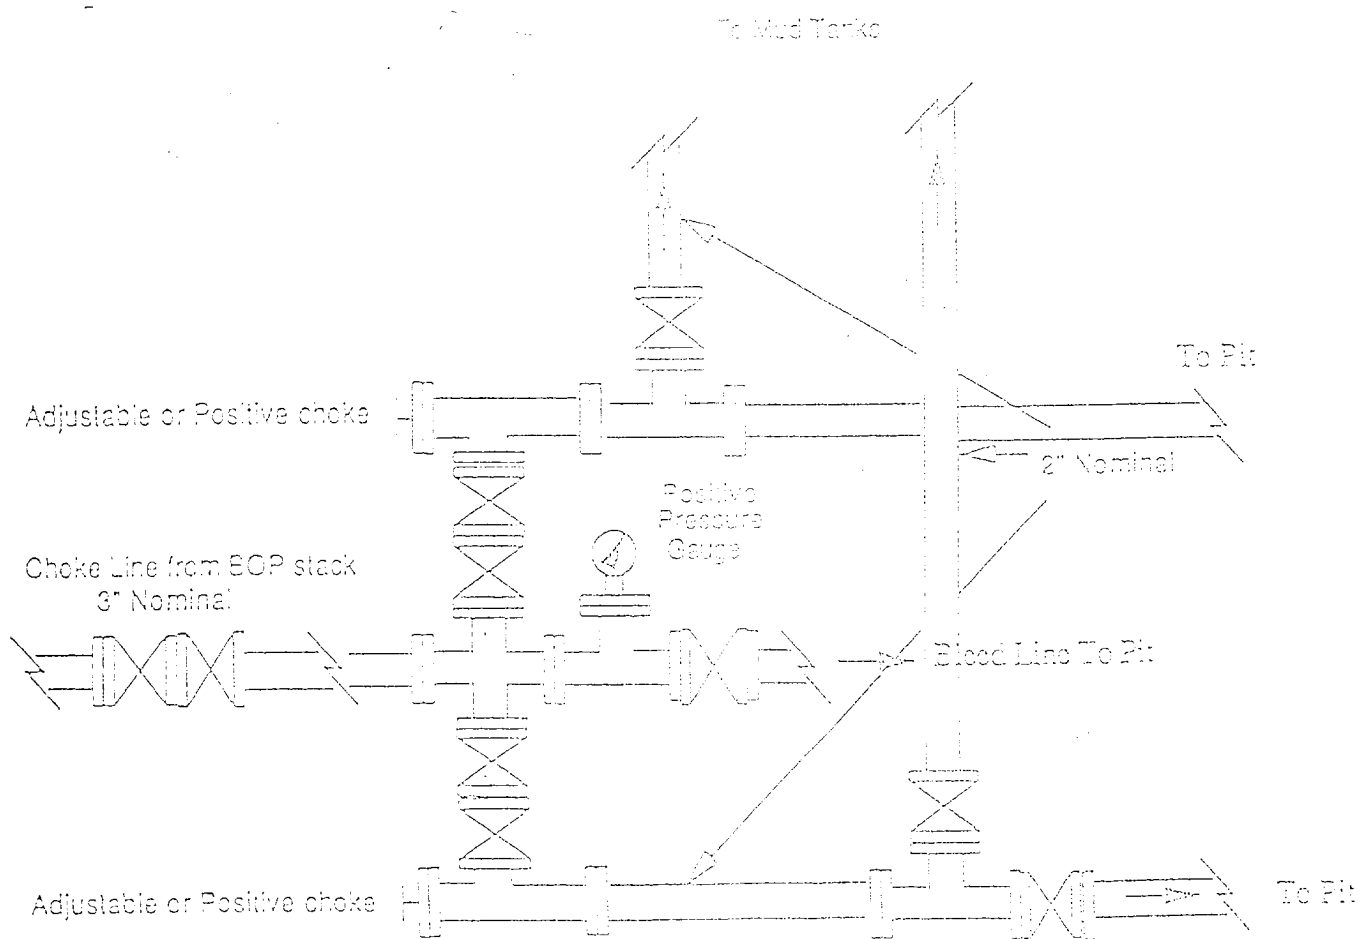 To Mud Tanks
To Pit
Adjustable or Positive choke
2" Nominal
Positive
Pressure
Gauge
Choke Line from BOP stack
3" Nominal
Bleed Line To Pit
Adjustable or Positive choke
To Pit